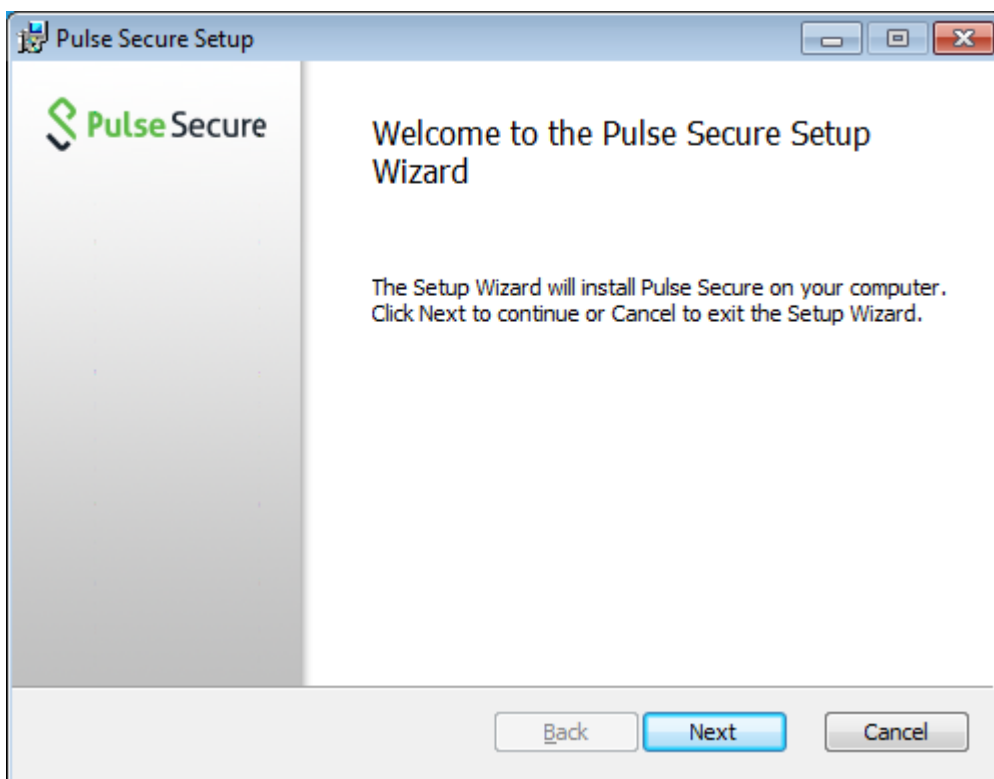 Pulse Secure Setup
Pulse Secure
Welcome to the Pulse Secure Setup
Wizard
The Setup Wizard will install Pulse Secure on your computer.
Click Next to continue or Cancel to exit the Setup Wizard.
Back
Next
Cancel